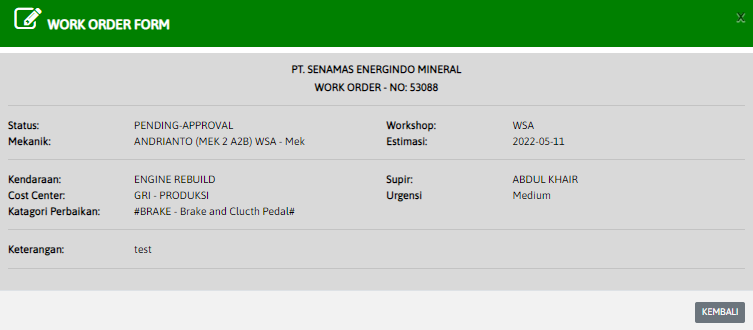 WORK ORDER FORM
X
PT. SENAMAS ENERGINDO MINERAL
WORK ORDER - NO: 53088
Status: PENDING-APPROVAL Workshop: WSA
Mekanik: ANDRIANTO (MEK 2 A2B) WSA - Mek Estimasi: 2022-05-11
Kendaraan: ENGINE REBUILD Supir: ABDUL KHAIR
Cost Center: GRI - PRODUKSI Urgensi Medium
Katagori Perbaikan: #BRAKE - Brake and Clucth Pedal#
Keterangan: test
KEMBALI